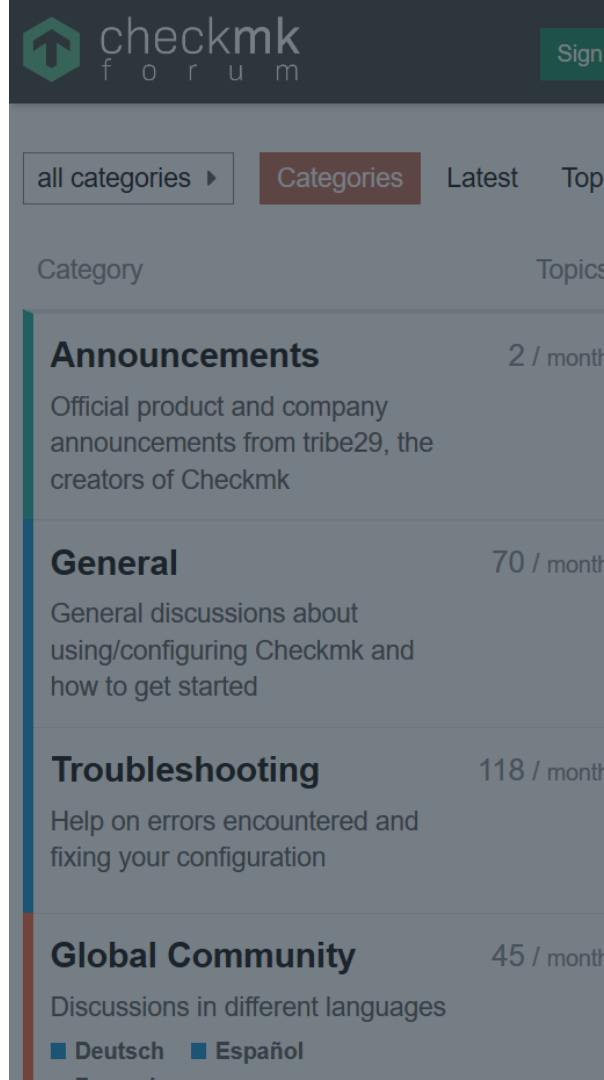 checkmk
forum
Sign
all categories Categories Latest Top
Category Topics
Announcements 2 / month
Official product and company
announcements from tribe29, the
creators of Checkmk
General 70 / month
General discussions about
using/configuring Checkmk and
how to get started
Troubleshooting 118 / month
Help on errors encountered and
fixing your configuration
Global Community 45 / month
Discussions in different languages
Deutsch Español